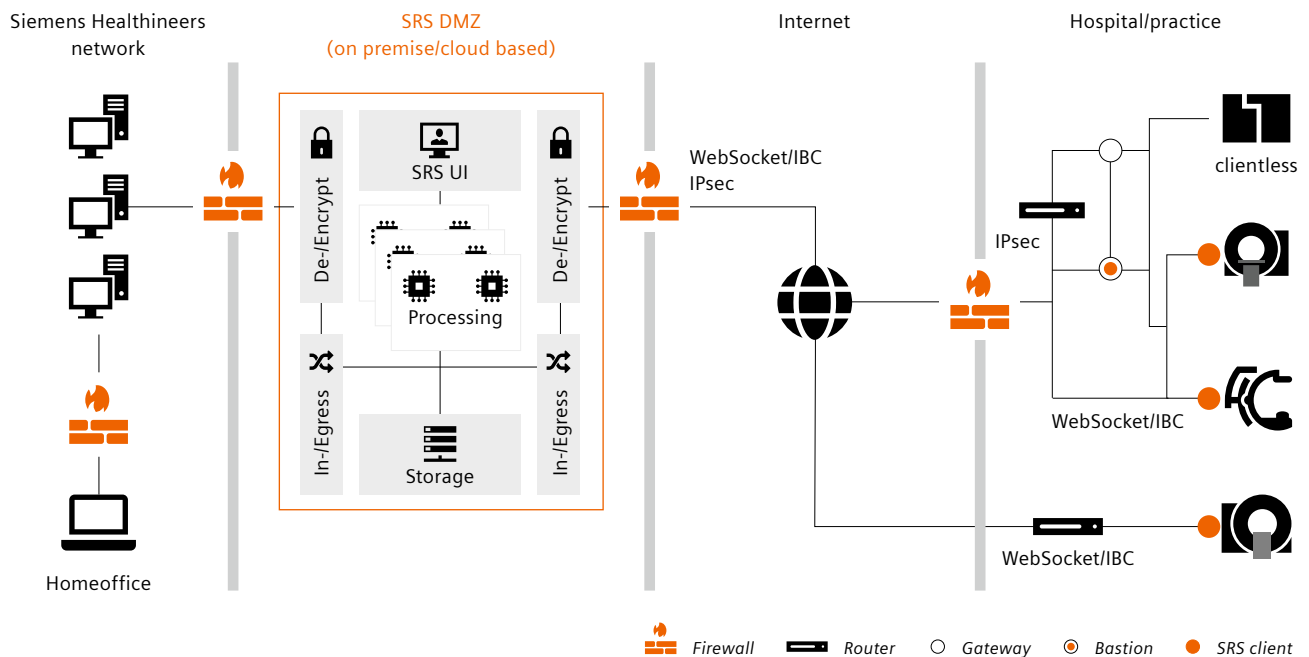 Siemens Healthineers
network
SRS DMZ
(on premise/cloud based)
Internet
Hospital/practice
De-/Encrypt
SRS UI
De-/Encrypt
WebSocket/IBC
IPsec
clientless
IPsec
Processing
In-/Egress
Storage
In-/Egress
WebSocket/IBC
WebSocket/IBC
Homeoffice
Firewall
Router
Gateway
Bastion
SRS client